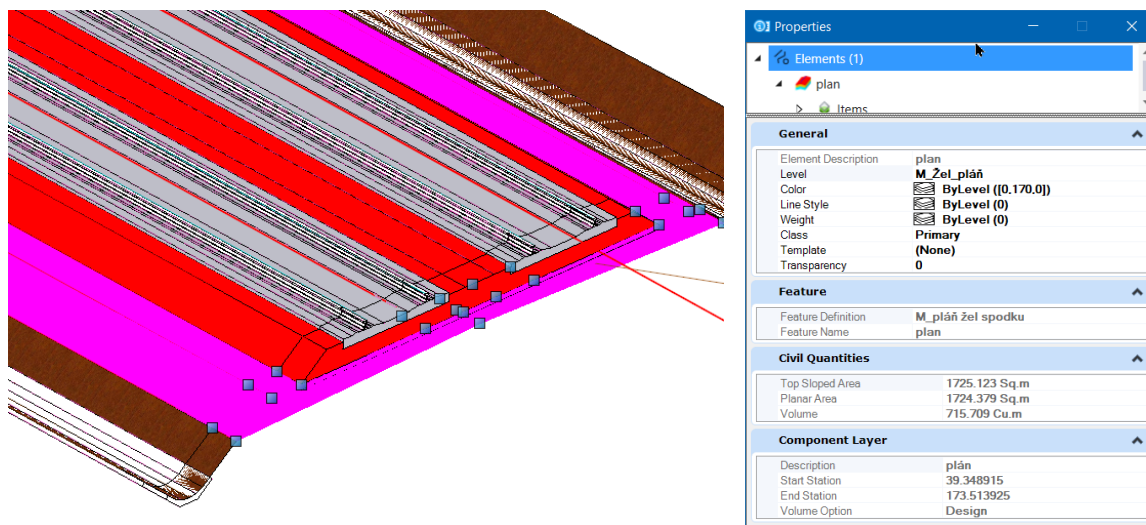 Properties
Elements (1)
plan
Items
General
Element Description plan
Level M_Žel_pláň
Color ByLevel ([0.170.0])
Line Style ByLevel (0)
Weight ByLevel (0)
Class Primary
Template (None)
Transparency 0
Feature
Feature Definition M_pláň žel spodku
Feature Name plan
Civil Quantities
Top Sloped Area 1725.123 Sq.m
Planar Area 1724.379 Sq.m
Volume 715.709 Cu.m
Component Layer
Description plán
Start Station 39.348915
End Station 173.513925
Volume Option Design